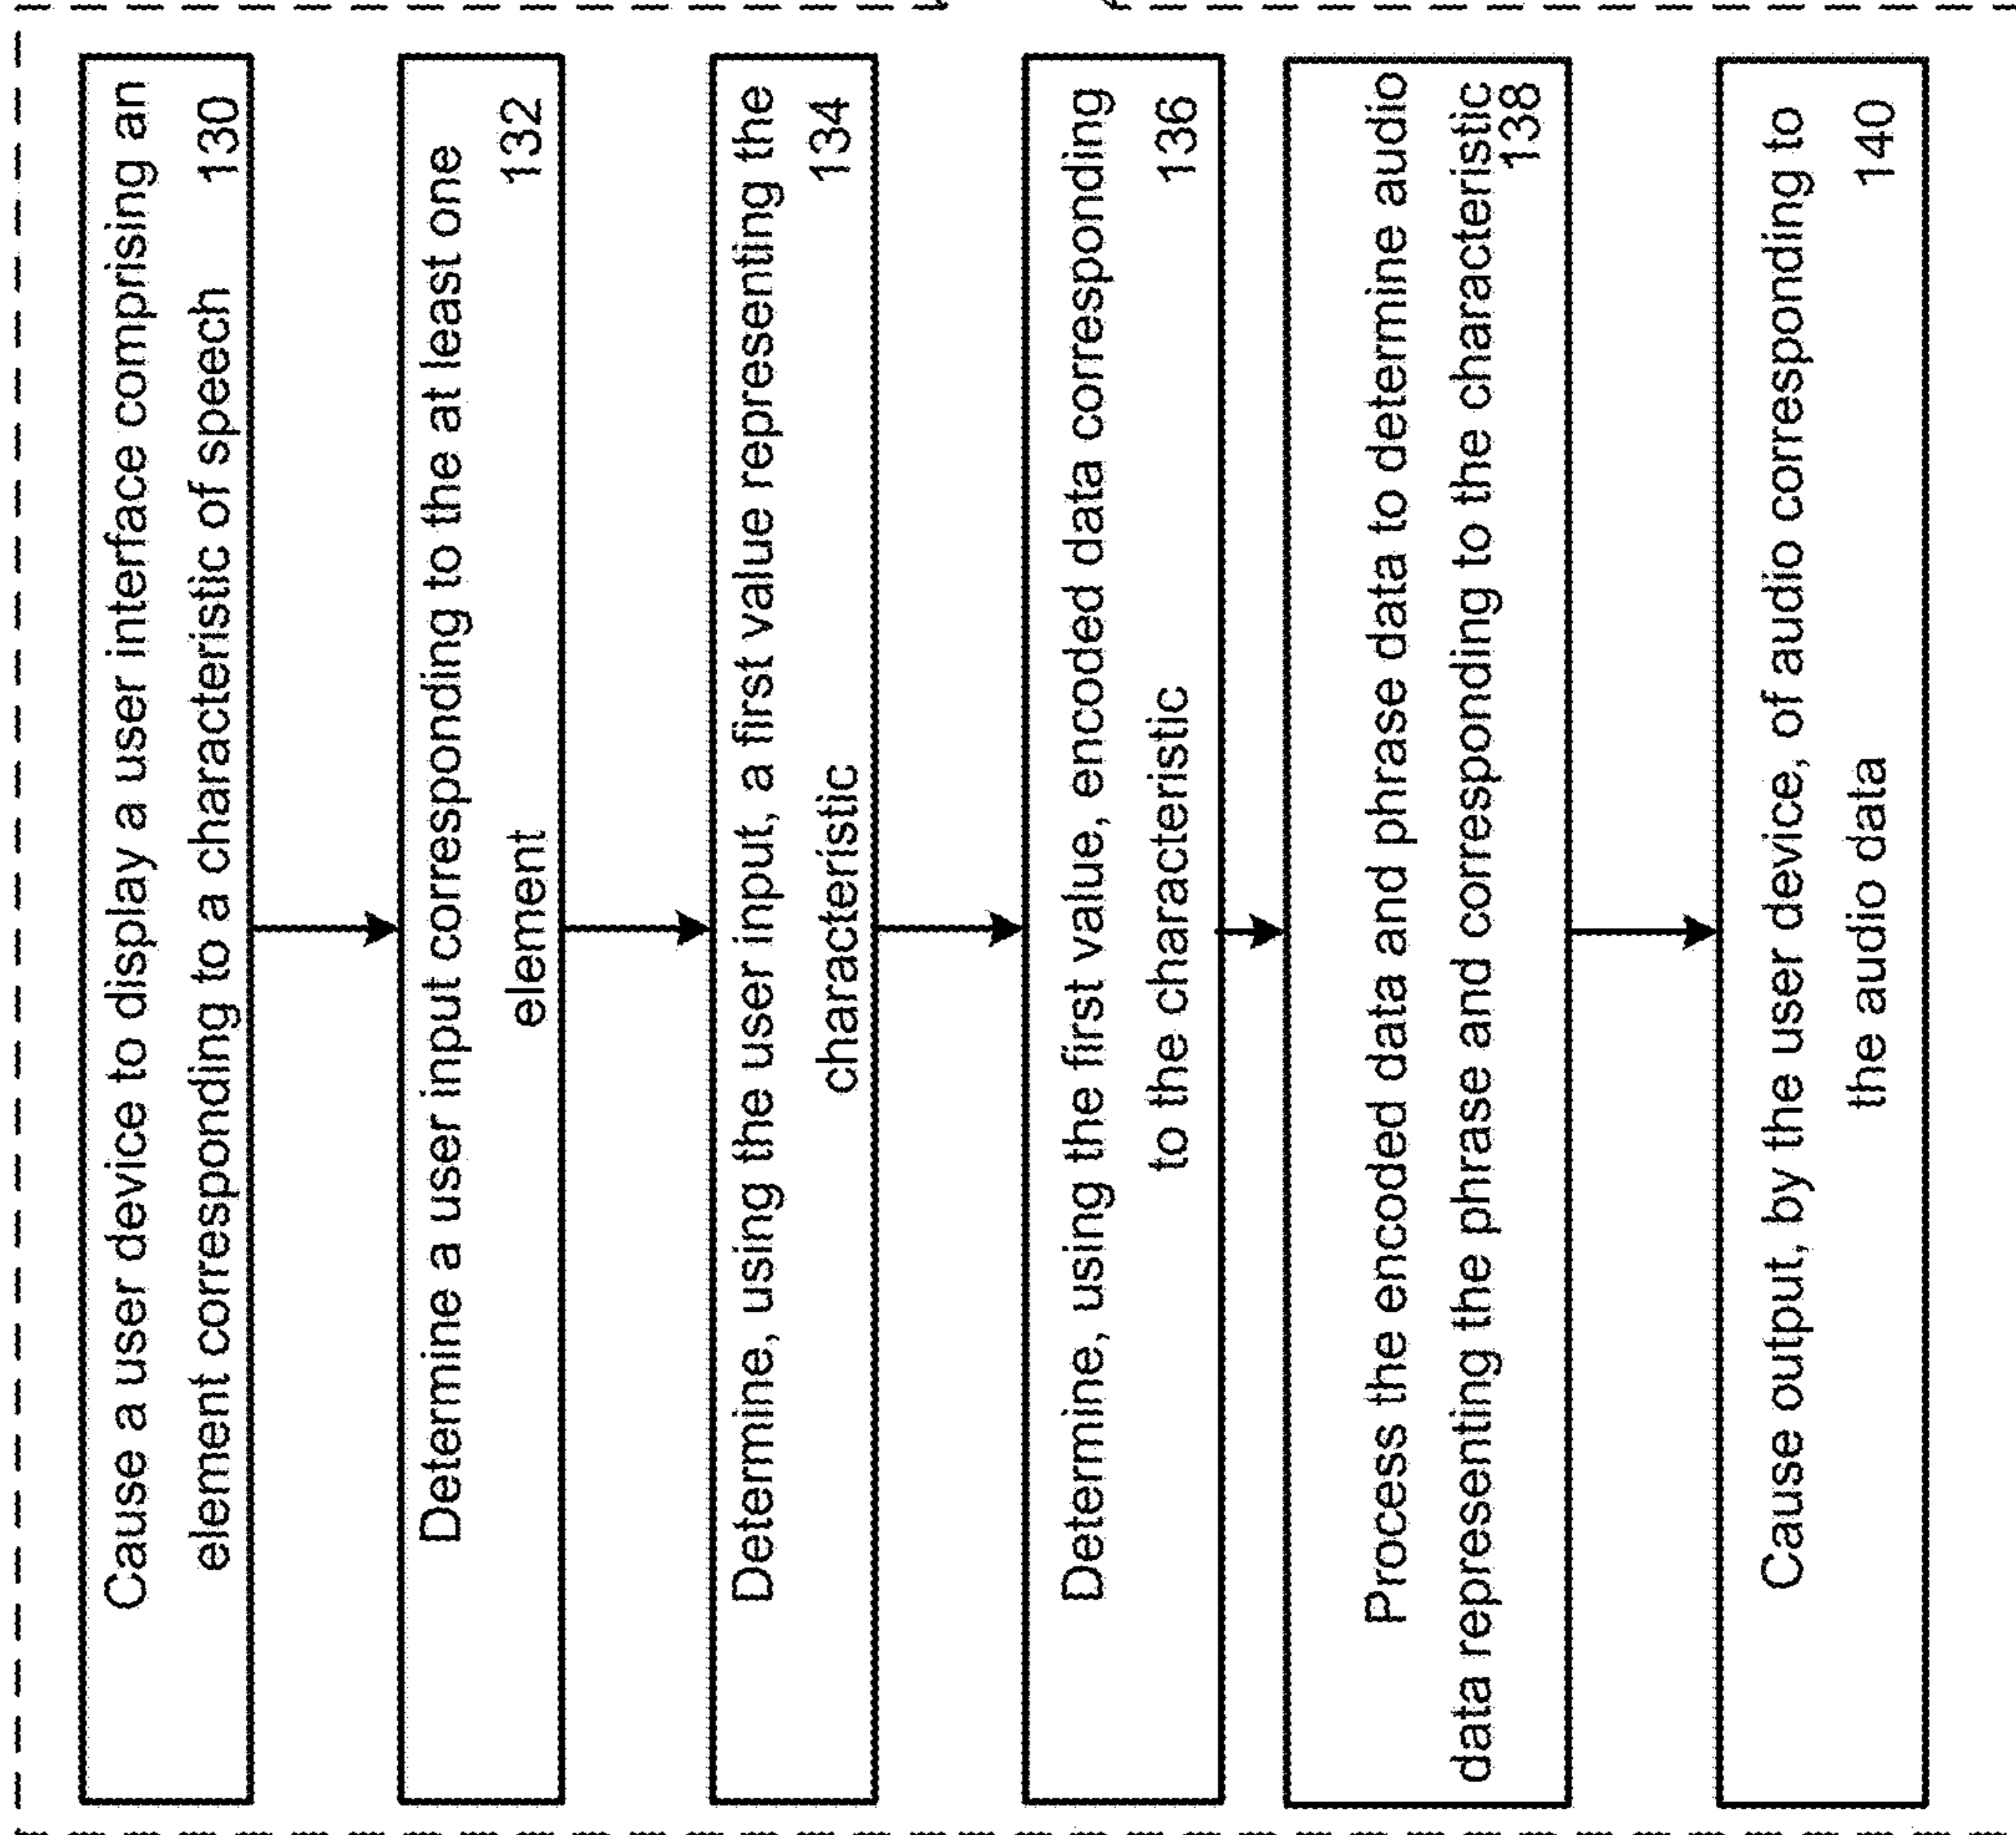 Cause a user device to display a user interface comprising an
element corresponding to a characteristic of speech 130
Determine a user input corresponding to the at least one
element 132
Determine, using the user input, a first value representing the
characteristic 134
Determine, using the first value, encoded data corresponding
to the characteristic 136
Process the encoded data and phrase data to determine audio
data representing the phrase and corresponding to the characteristic
138
Cause output, by the user device, of audio corresponding to
the audio data 140